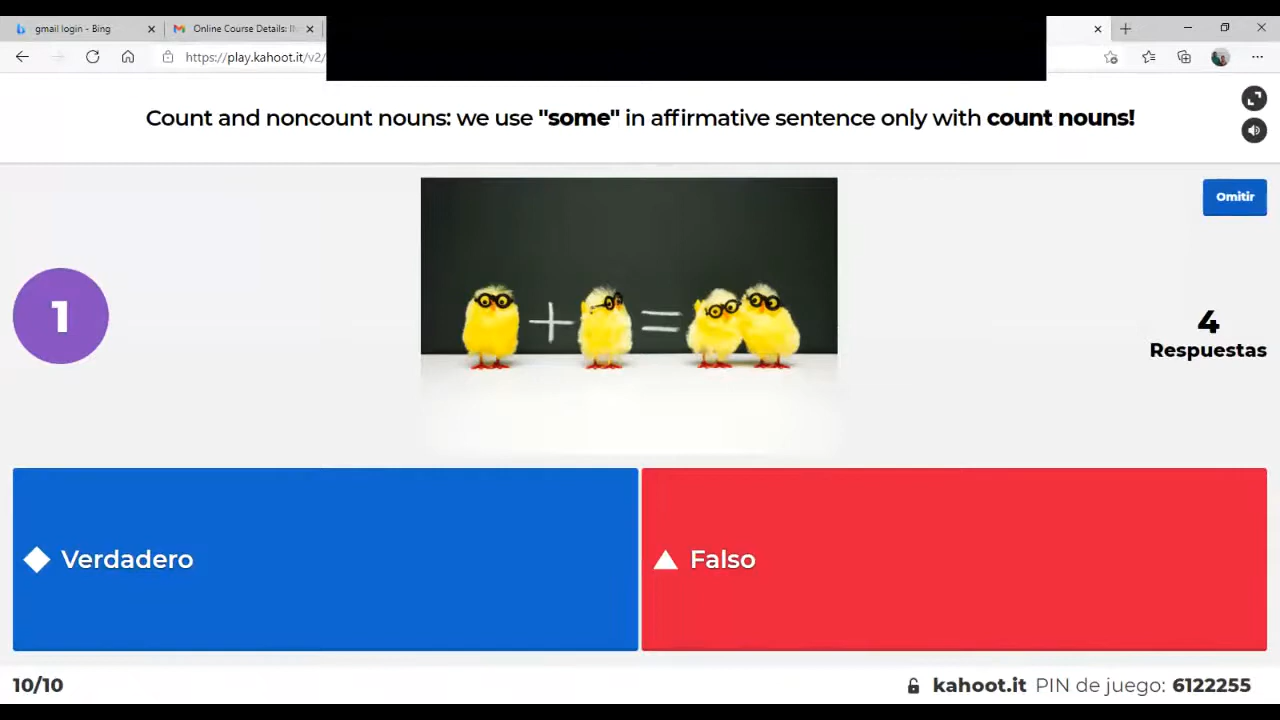 gmail login - Bing
Online Course Details: I
https://play.kahoot.it/v2/
Count and noncount nouns: we use "some" in affirmative sentence only with count nouns!
Omitir
1
4
Respuestas
Verdadero
Falso
10/10
kahoot.it PIN de juego: 6122255